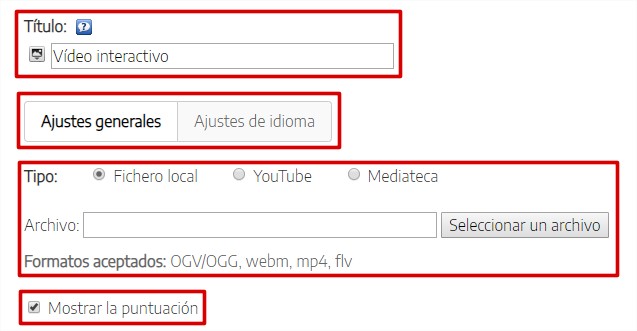 Título: ?
Vídeo interactivo
Ajustes generales Ajustes de idioma
Tipo: Fichero local YouTube Mediateca
Archivo: Seleccionar un archivo
Formatos aceptados: OGV/OGG, webm, mp4, flv
Mostrar la puntuación